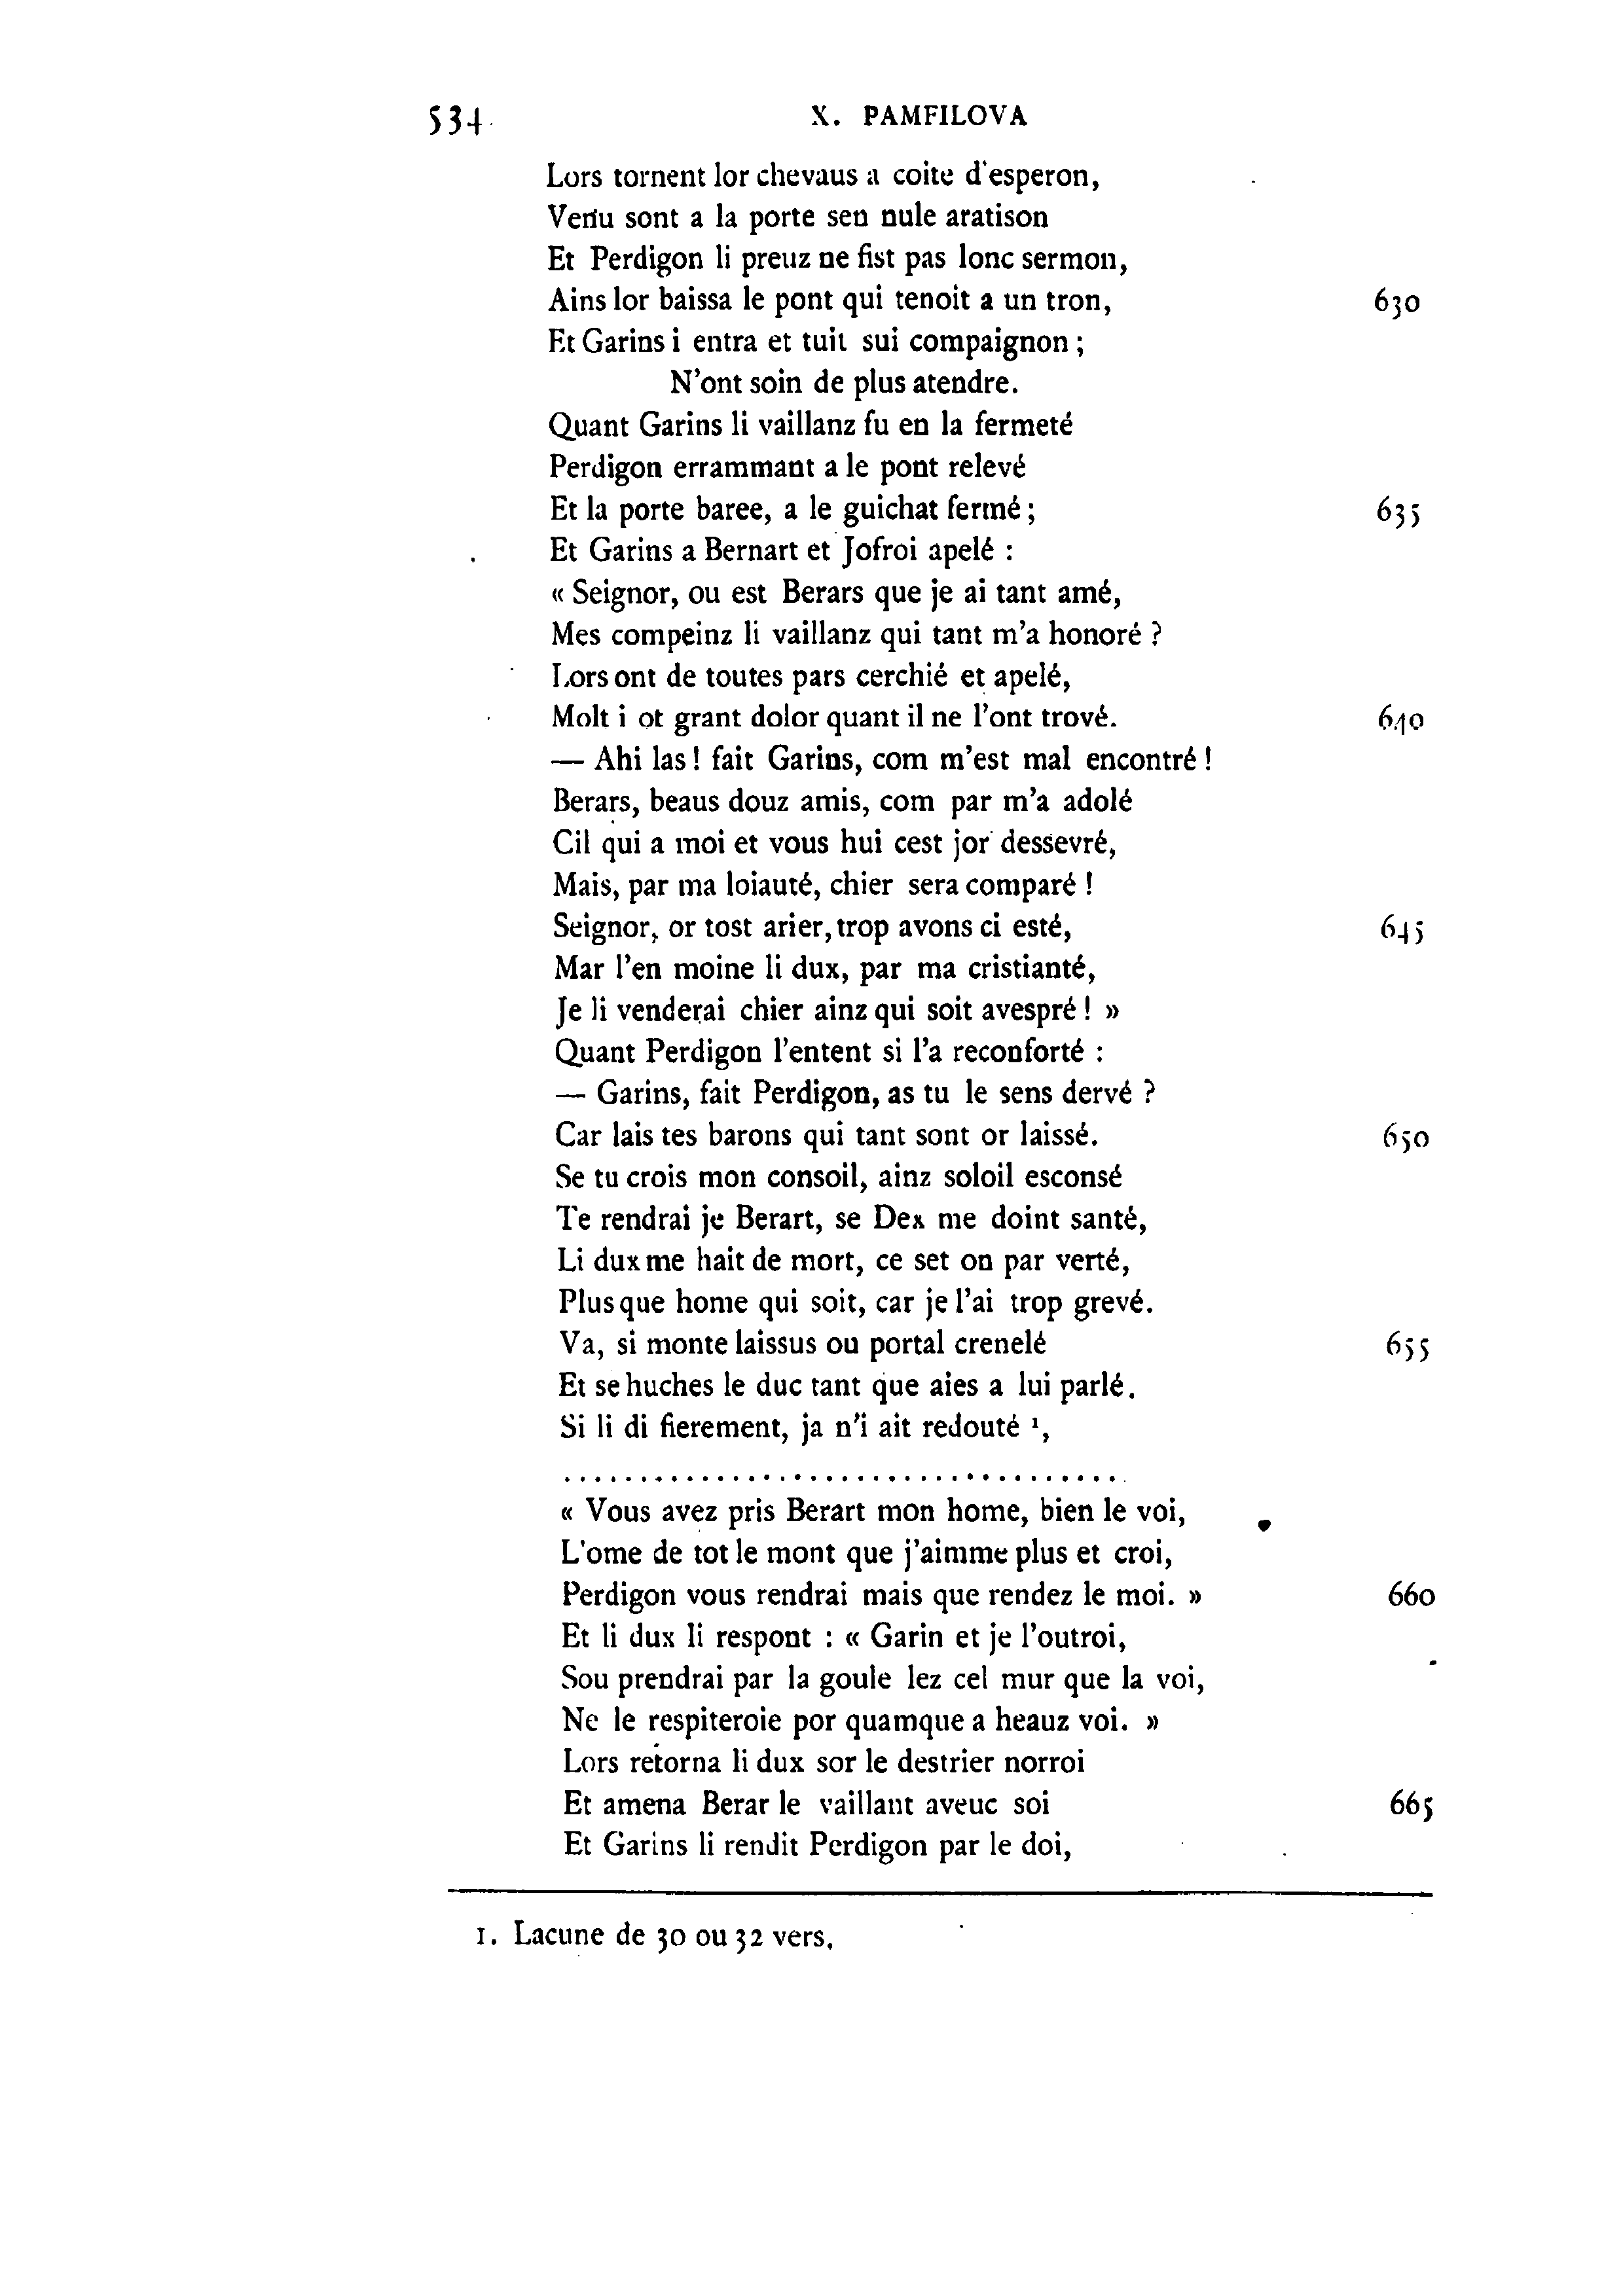 534 X. PAMFILOVA
Lors tornent lor chevaus a coite d'esperon,
Venu sont a la porte sen nule aratison
Et Perdigon li preuz ne fist pas lonc sermon,
Ains lor baissa le pont qui tenoit a un tron, 630
Et Garins i entra et tuit sui compaignon ;
N'ont soin de plus atendre.
Quant Garins li vaillanz fu en la fermeté
Perdigon errammant a le pont relevé
Et la porte baree, a le guichat fermé ; 635
Et Garins a Bernart et Jofroi apelé :
« Seignor, ou est Berars que je ai tant amé,
Mes compeinz li vaillanz qui tant m'a honoré ?
Lors ont de toutes pars cerchié et apelé,
Molt i ot grant dolor quant il ne l'ont trové. 640
— Ahi las ! fait Garins, com m'est mal encontré !
Berars, beaus douz amis, com par m'a adolé
Cil qui a moi et vous hui cest jor dessevré,
Mais, par ma loiauté, chier sera comparé !
Seignor, or tost arier, trop avons ci esté, 645
Mar l'en moine li dux, par ma cristianté,
Je li venderai chier ainz qui soit avespré ! »
Quant Perdigon l'entent si l'a reconforté :
— Garins, fait Perdigon, as tu le sens dervé ?
Car lais tes barons qui tant sont or laissé. 650
Se tu crois mon consoil, ainz soloil esconsé
Te rendrai je Berart, se Dex me doint santé,
Li dux me hait de mort, ce set on par verté,
Plus que home qui soit, car je l'ai trop grevé.
Va, si monte laissus ou portal crenelé 655
Et se huches le duc tant que aies a lui parlé.
Si li di fierement, ja n'i ait redouté ¹,
. . . . . . . . . . . . . . . . . . . . . . . . . . . . . . . . . . . . .
« Vous avez pris Berart mon home, bien le voi,
L'ome de tot le mont que j'aimme plus et croi,
Perdigon vous rendrai mais que rendez le moi. » 660
Et li dux li respont : « Garin et je l'outroi,
Sou prendrai par la goule lez cel mur que la voi,
Ne le respiteroie por quamque a heauz voi. »
Lors retorna li dux sor le destrier norroi
Et amena Berar le vaillant aveuc soi 665
Et Garins li rendit Perdigon par le doi,
1. Lacune de 30 ou 32 vers.